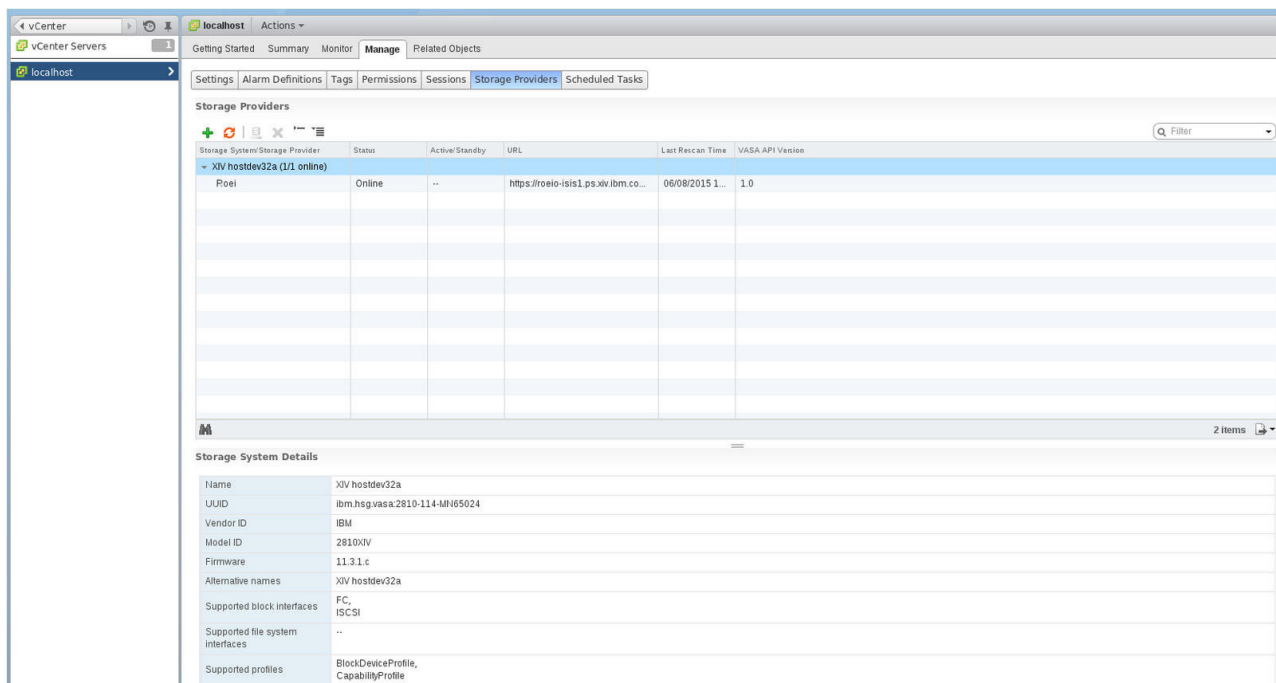 vCenter
localhost Actions
vCenter Servers 1
Getting Started Summary Monitor Manage Related Objects
localhost
Settings Alarm Definitions Tags Permissions Sessions Storage Providers Scheduled Tasks
Storage Providers
Filter
Storage System/Storage Provider Status Active/Standby URL Last Rescan Time VASA API Version
XIV hostdev32a (1/1 online)
Roei Online -- https://roeio-isis1.ps.xiv.ibm.co... 06/08/2015 1... 1.0
2 items
Storage System Details
Name XIV hostdev32a
UUID ibm.hsg.vasa:2810-114-MN65024
Vendor ID IBM
Model ID 2810XIV
Firmware 11.3.1.c
Alternative names XIV hostdev32a
Supported block interfaces FC,
ISCSI
Supported file system --
interfaces
Supported profiles BlockDeviceProfile,
CapabilityProfile